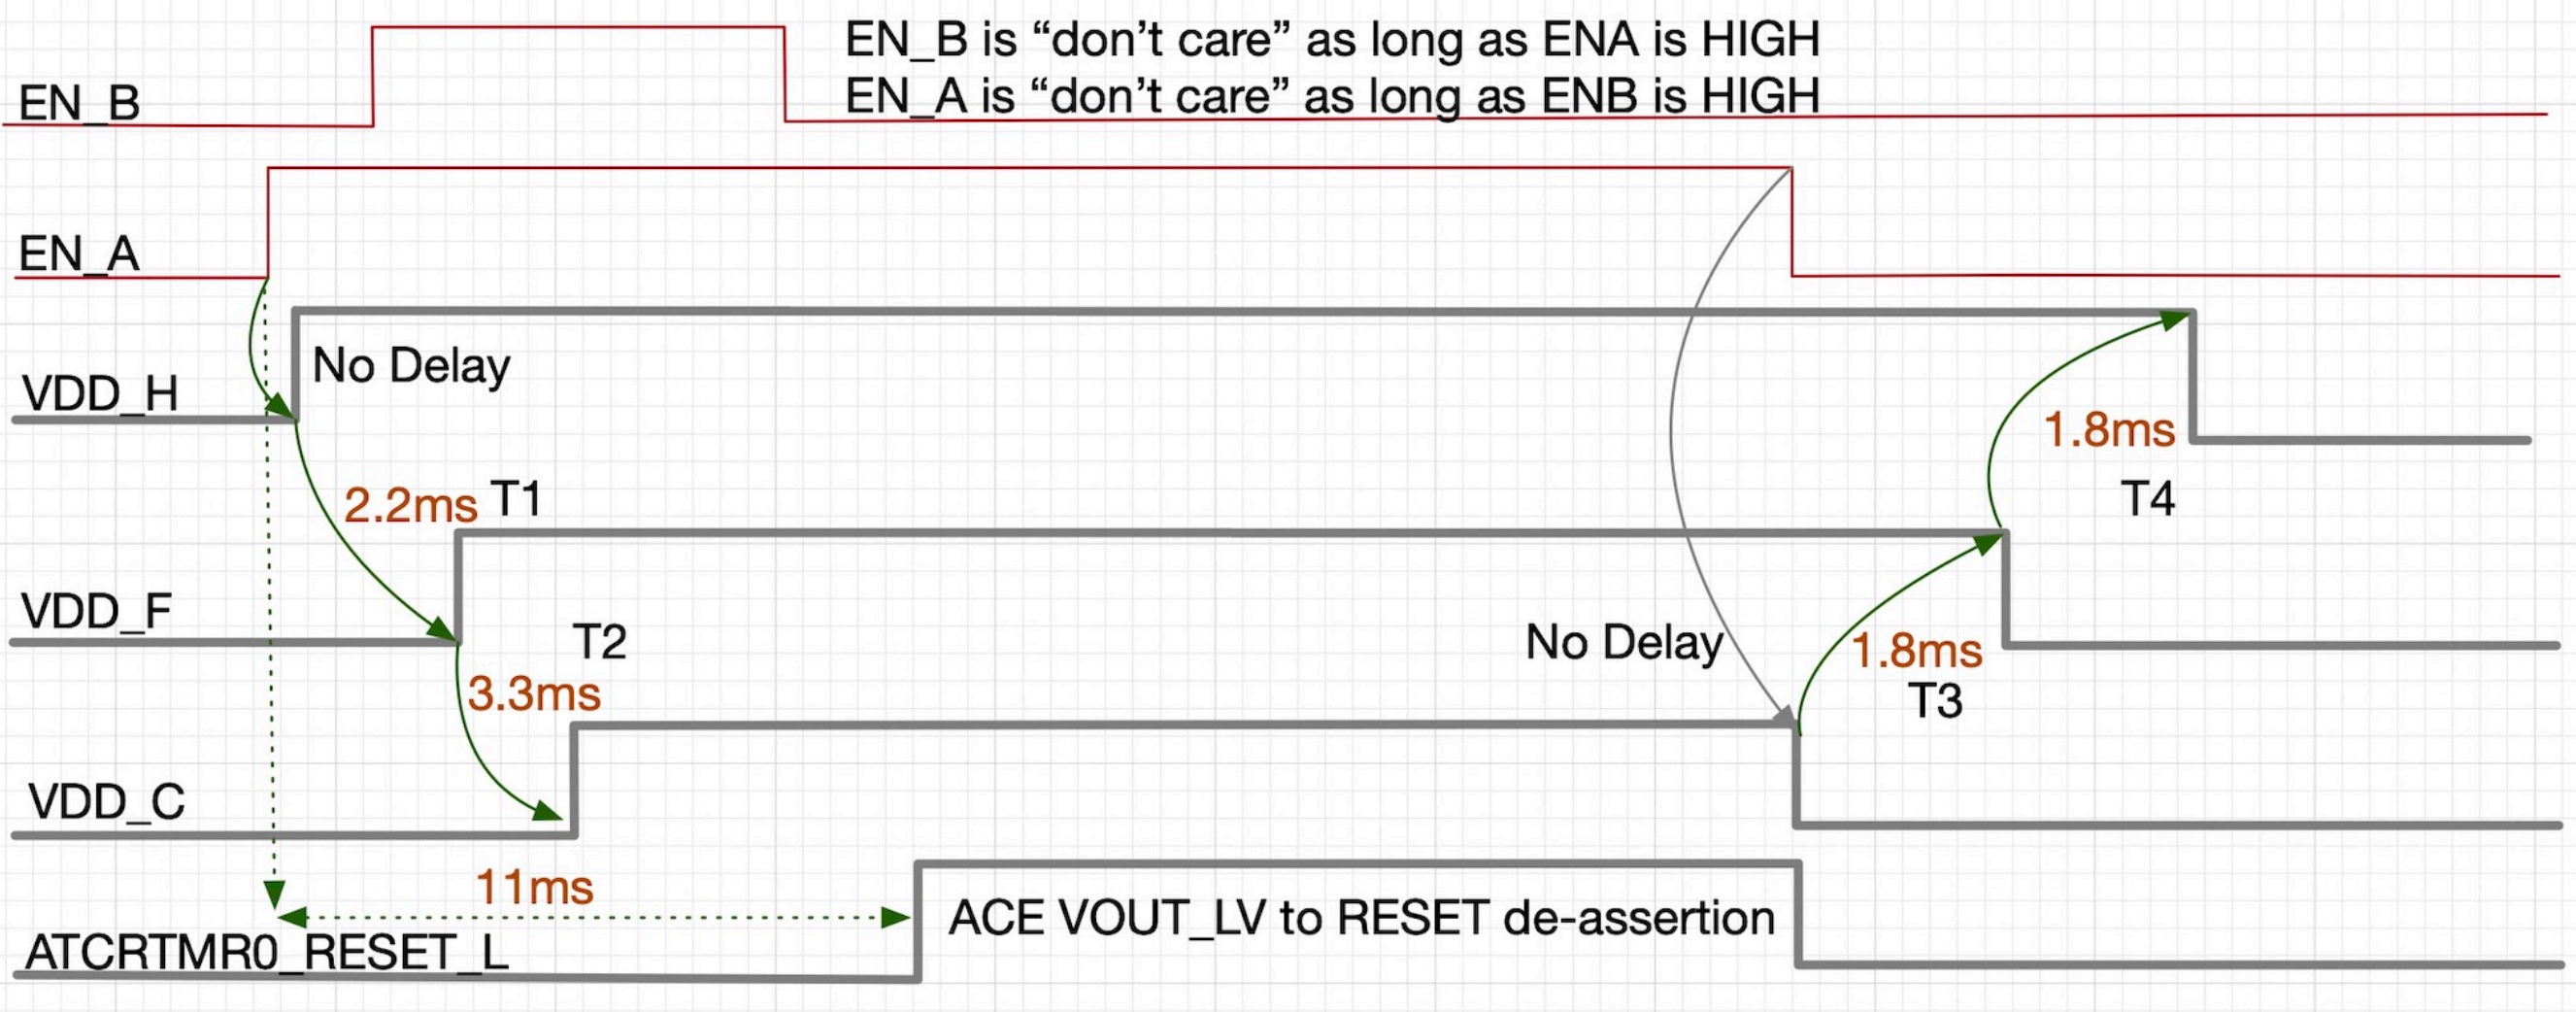 EN_B is “don’t care” as long as ENA is HIGH
EN_A is “don’t care” as long as ENB is HIGH
EN_B
EN_A
No Delay
VDD_H
1.8ms
2.2ms T1
T4
VDD_F
T2
No Delay
1.8ms
3.3ms
T3
VDD_C
11ms
ACE VOUT_LV to RESET de-assertion
ATCRTMR0_RESET_L